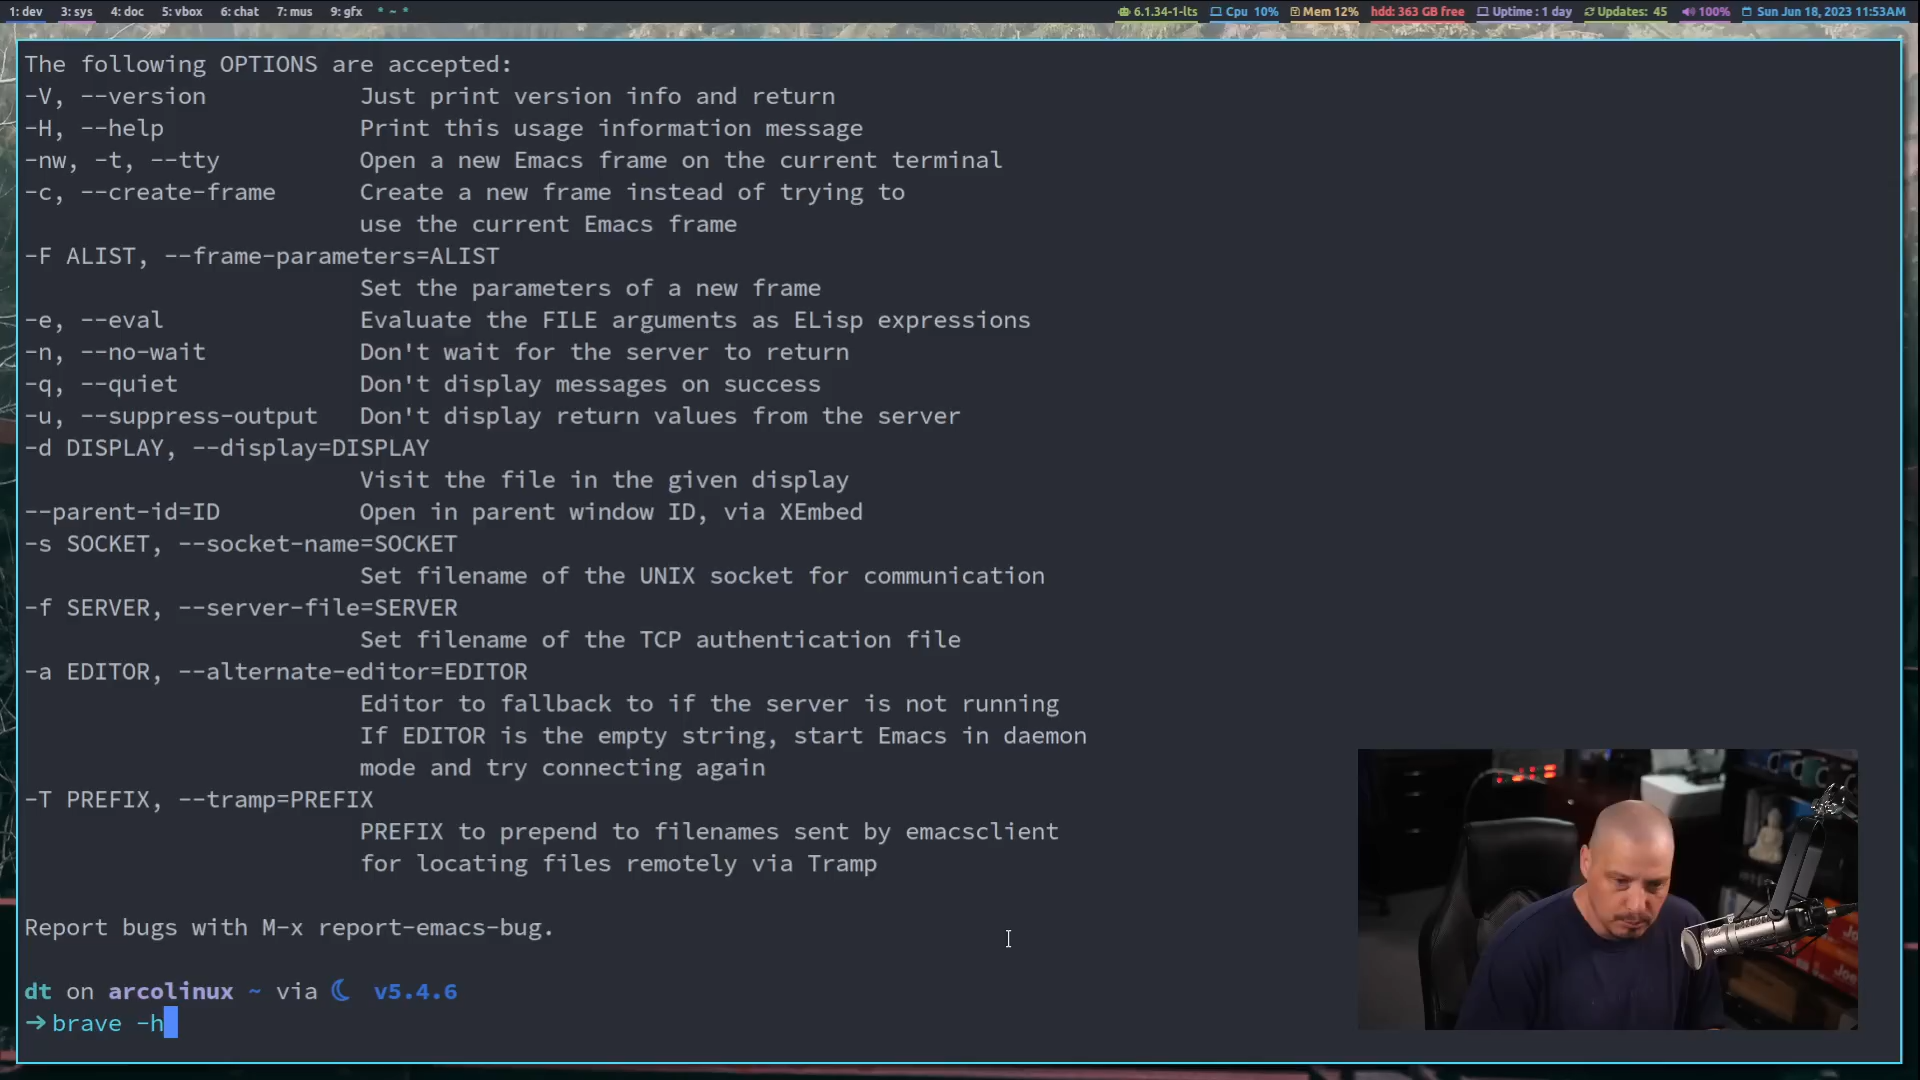 1: dev 3: sys 4: doc 5: vbox 6: chat 7: mus 9: gfx * ~ * 6.1.34-1-lts Cpu 10% Mem 12% hdd: 363 GB free Uptime : 1 day Updates: 45 100% Sun Jun 18, 2023 11:53AM
The following OPTIONS are accepted:
-V, --version Just print version info and return
-H, --help Print this usage information message
-nw, -t, --tty Open a new Emacs frame on the current terminal
-c, --create-frame Create a new frame instead of trying to
use the current Emacs frame
-F ALIST, --frame-parameters=ALIST
Set the parameters of a new frame
-e, --eval Evaluate the FILE arguments as ELisp expressions
-n, --no-wait Don't wait for the server to return
-q, --quiet Don't display messages on success
-u, --suppress-output Don't display return values from the server
-d DISPLAY, --display=DISPLAY
Visit the file in the given display
--parent-id=ID Open in parent window ID, via XEmbed
-s SOCKET, --socket-name=SOCKET
Set filename of the UNIX socket for communication
-f SERVER, --server-file=SERVER
Set filename of the TCP authentication file
-a EDITOR, --alternate-editor=EDITOR
Editor to fallback to if the server is not running
If EDITOR is the empty string, start Emacs in daemon
mode and try connecting again
-T PREFIX, --tramp=PREFIX
PREFIX to prepend to filenames sent by emacsclient
for locating files remotely via Tramp
Report bugs with M-x report-emacs-bug.
dt on arcolinux ~ via ☾ v5.4.6
→ brave -h